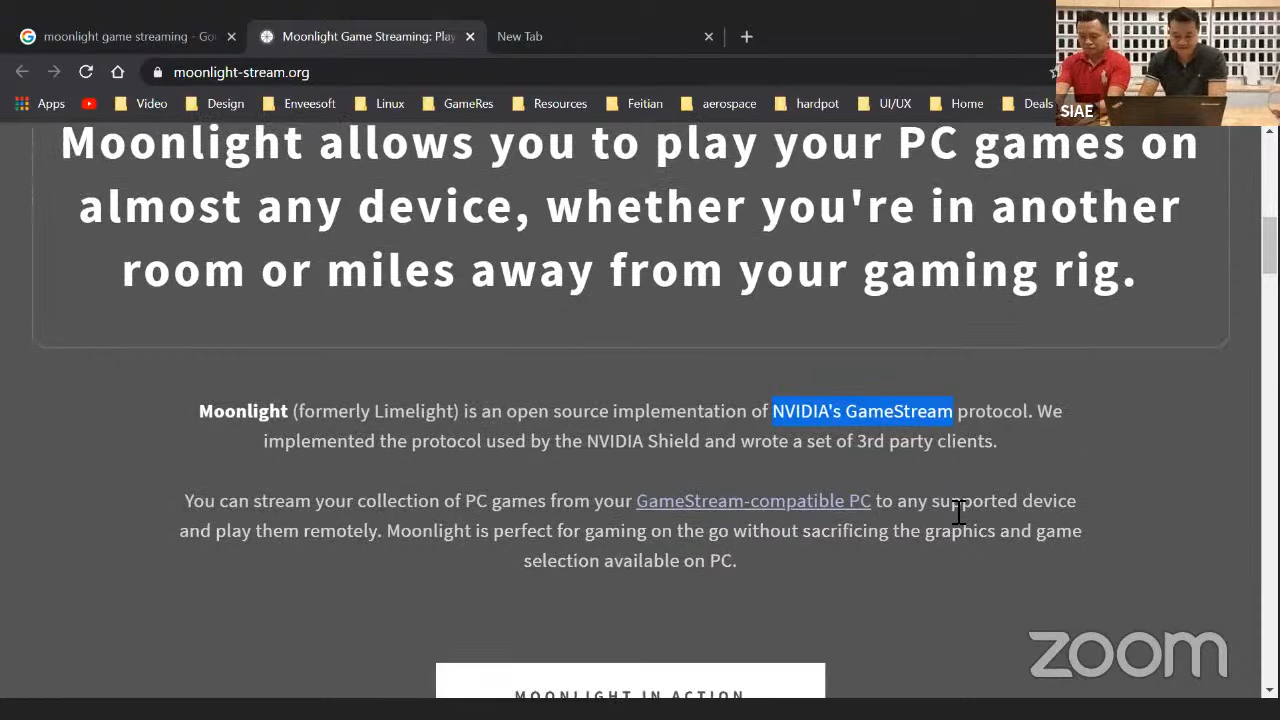 moonlight game streaming - Go
Moonlight Game Streaming: Pla
New Tab
moonlight-stream.org
Apps
Video
Design
Enveesoft
Linux
GameRes
Resources
Feitian
aerospace
hardpot
UI/UX
Home
Deals
SIAE
Moonlight allows you to play your PC games on
almost any device, whether you're in another
room or miles away from your gaming rig.
Moonlight (formerly Limelight) is an open source implementation of NVIDIA's GameStream protocol. We
implemented the protocol used by the NVIDIA Shield and wrote a set of 3rd party clients.
You can stream your collection of PC games from your GameStream-compatible PC to any supported device
and play them remotely. Moonlight is perfect for gaming on the go without sacrificing the graphics and game
selection available on PC.
zoom
MOONLIGHT IN ACTION